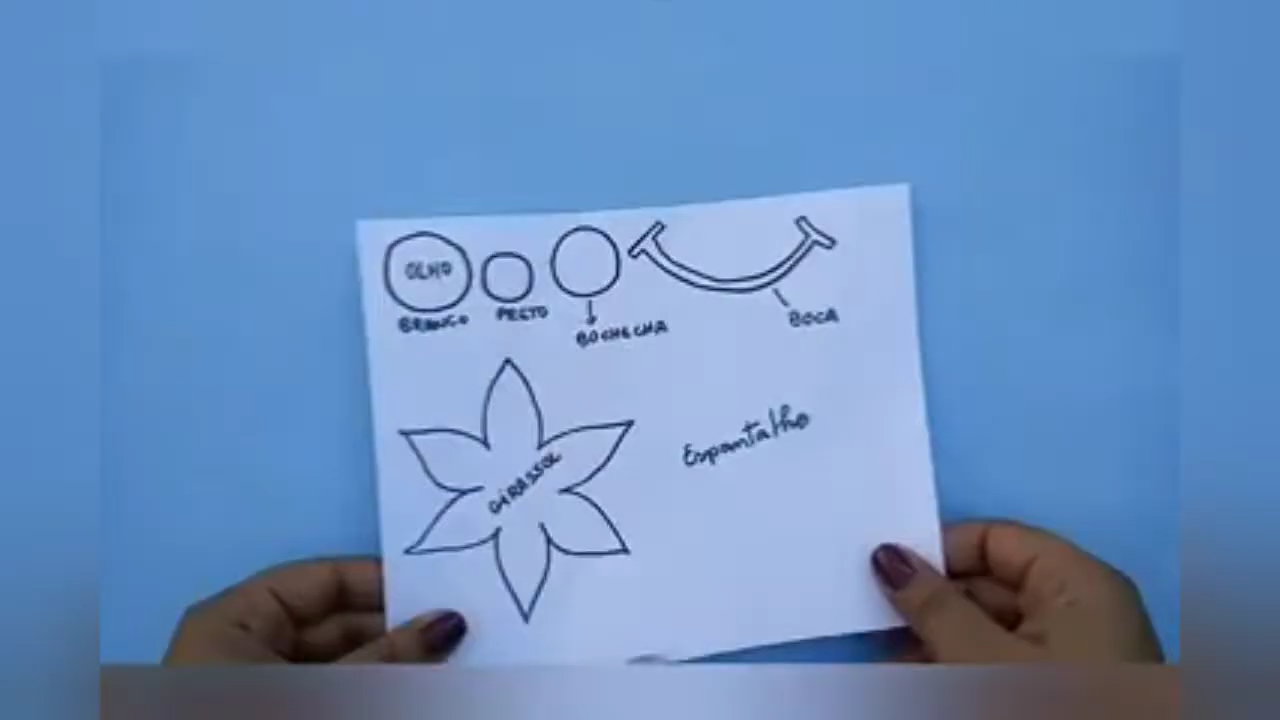 OLHO
BRANCO
PRETO
BOCHECHA
BOCA
GIRASSOL
Espantalho